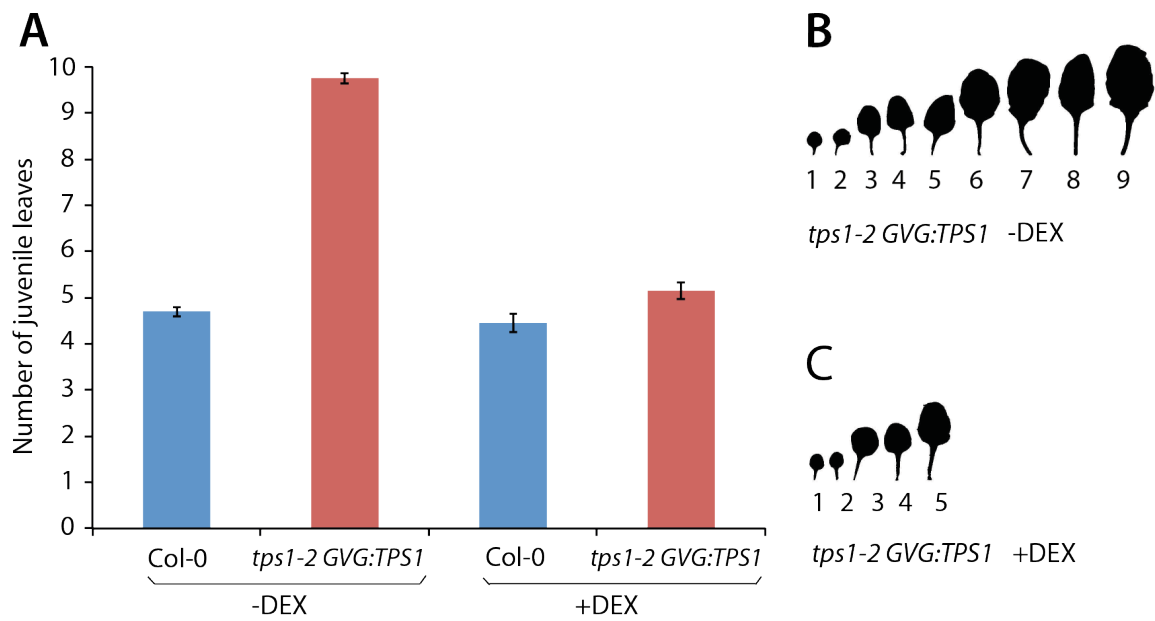 A
Number of juvenile leaves
10
9
8
7
6
5
4
3
2
1
0
Col-0 tps1-2 GVG:TPS1 Col-0 tps1-2 GVG:TPS1
-DEX +DEX
B
1 2 3 4 5 6 7 8 9
tps1-2 GVG:TPS1 -DEX
C
1 2 3 4 5
tps1-2 GVG:TPS1 +DEX